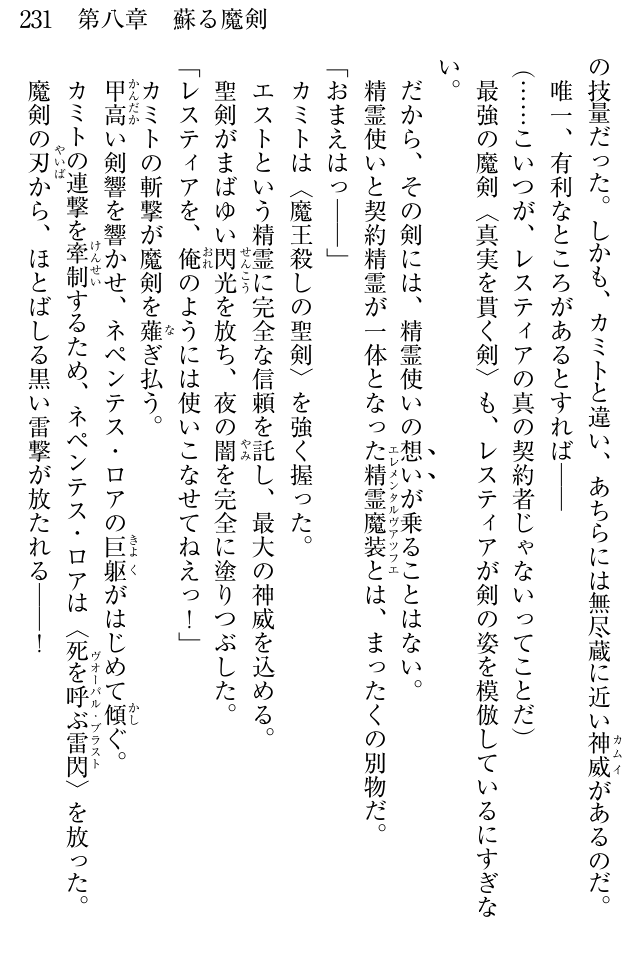 231　第八章　蘇る魔剣
の技量だった。しかも、カミトと違い、あちらには無尽蔵に近い神威があるのだ。
唯一、有利なところがあるとすれば――
（……こいつが、レスティアの真の契約者じゃないってことだ）
最強の魔剣〈真実を貫く剣〉も、レスティアが剣の姿を模倣しているにすぎな
い。
だから、その剣には、精霊使いの想いが乗ることはない。
精霊使いと契約精霊が一体となった精霊魔装とは、まったくの別物だ。
「おまえはっ――」
カミトは〈魔王殺しの聖剣〉を強く握った。
エストという精霊に完全な信頼を託し、最大の神威を込める。
聖剣がまばゆい閃光を放ち、夜の闇を完全に塗りつぶした。
「レスティアを、俺のようには使いこなせてねえっ！」
カミトの斬撃が魔剣を薙ぎ払う。
甲高い剣響を響かせ、ネペンテス・ロアの巨躯がはじめて傾ぐ。
カミトの連撃を牽制するため、ネペンテス・ロアは〈死を呼ぶ雷閃〉を放った。
魔剣の刃から、ほとばしる黒い雷撃が放たれる――！